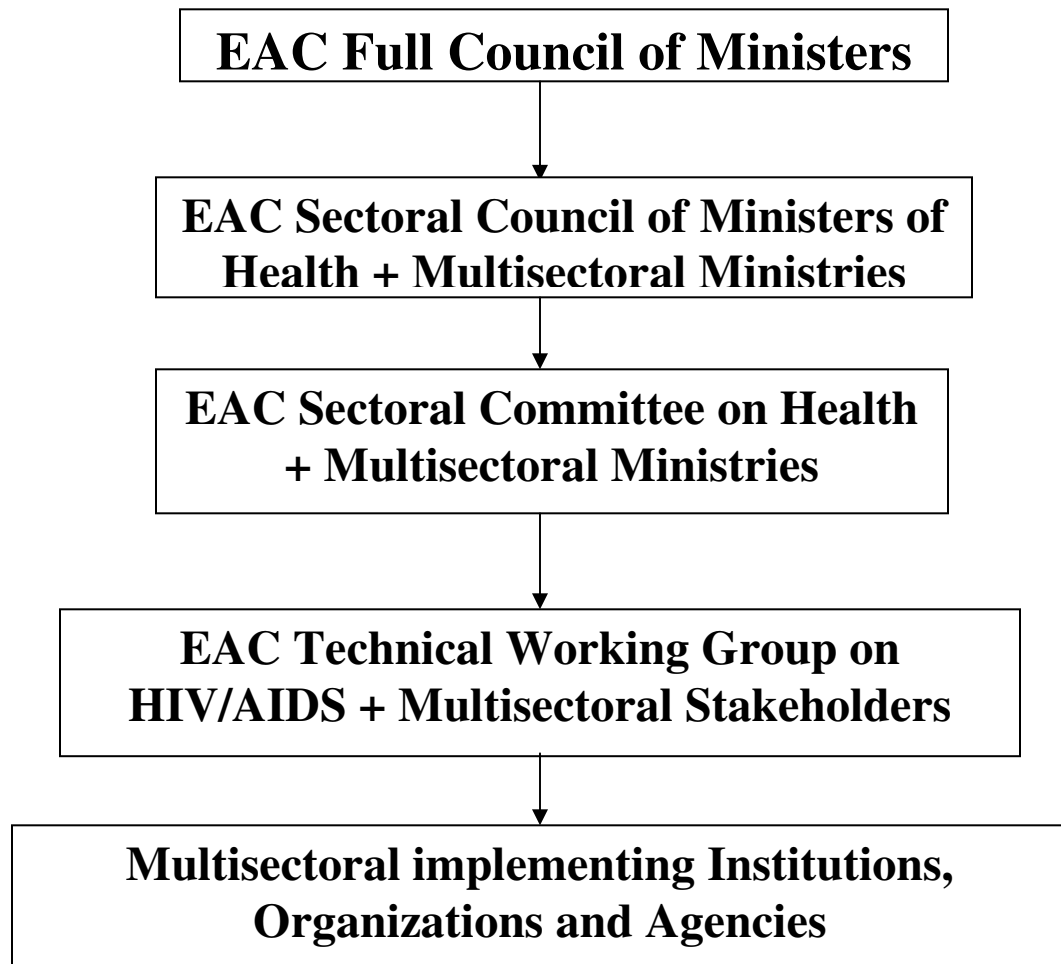 EAC Full Council of Ministers
EAC Sectoral Council of Ministers of
Health + Multisectoral Ministries
EAC Sectoral Committee on Health
+ Multisectoral Ministries
EAC Technical Working Group on
HIV/AIDS + Multisectoral Stakeholders
Multisectoral implementing Institutions,
Organizations and Agencies